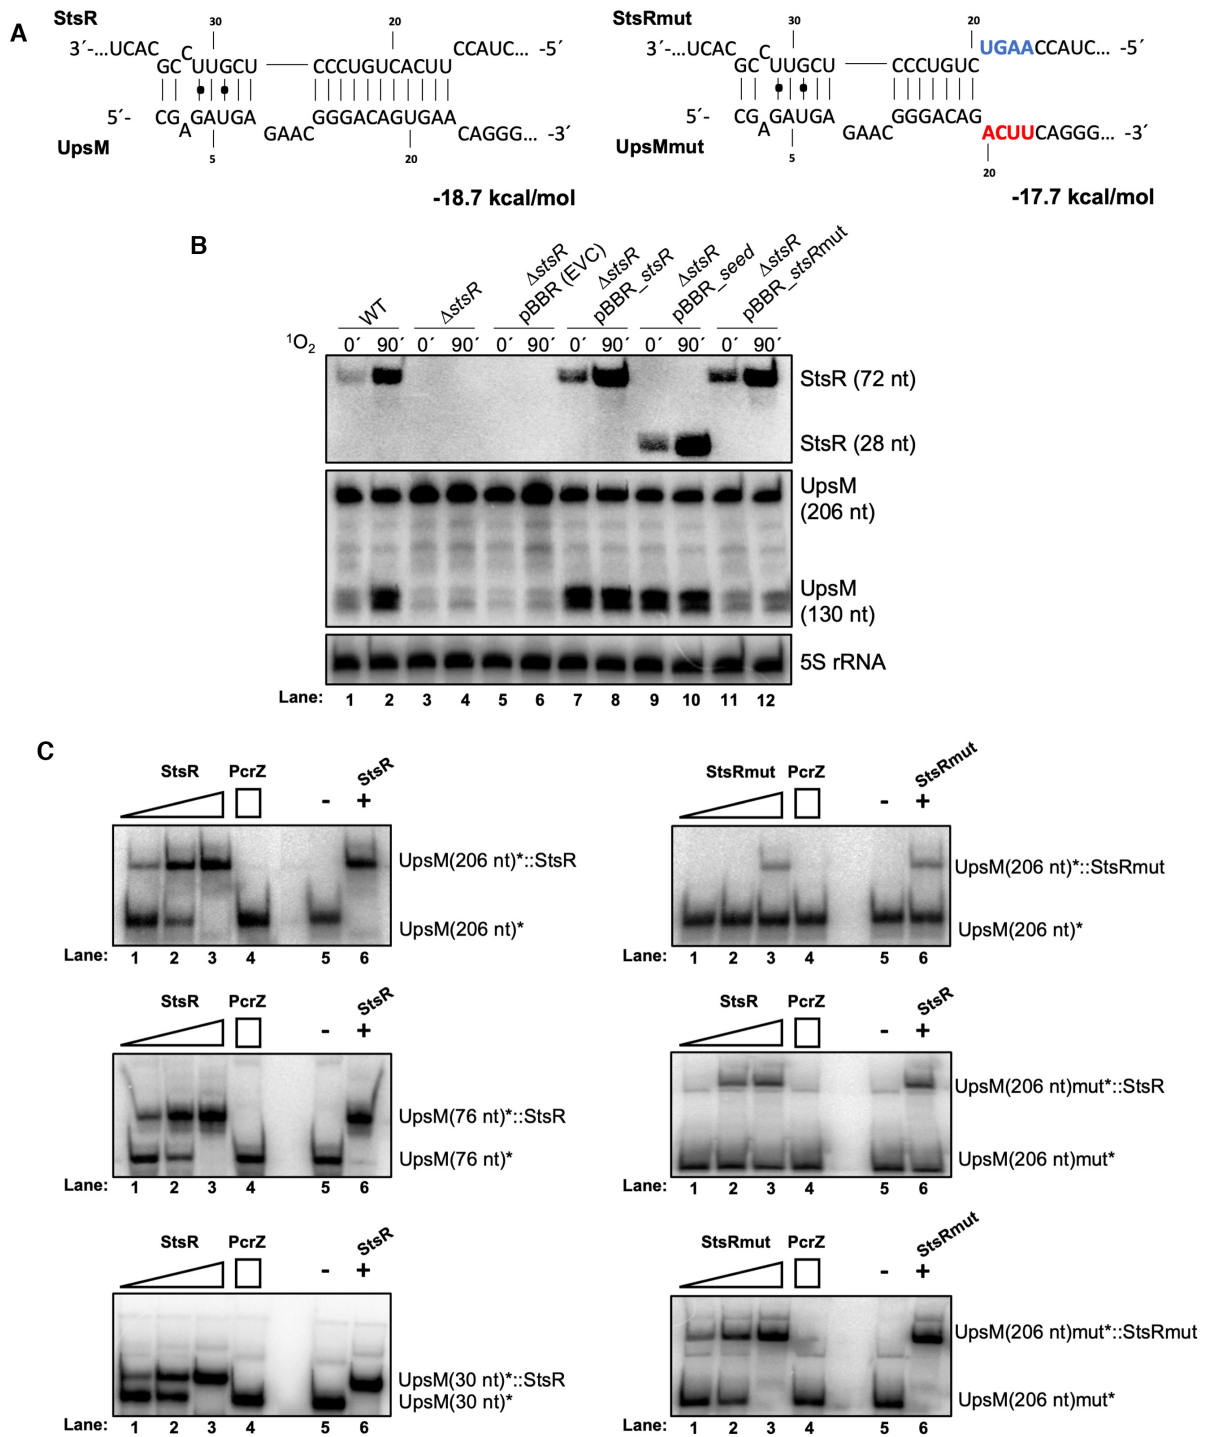 A
StsR
30
20
3´-...UCAC
C
GC
UUGCU
CCCUGUCACUU
CCAUC... -5´
5´-
CG
A
GAUGA
GAAC
GGGACAGUGAA
CAGGG... -3´
UpsM
5
20
-18.7 kcal/mol
StsRmut
30
20
3´-...UCAC
C
GC
UUGCU
CCCUGUC
UGAACCAUC... -5´
5´-
CG
A
GAUGA
GAAC
GGGACAG
ACUUCAGGG... -3´
UpsMmut
5
20
-17.7 kcal/mol
B
WT
ΔstsR
ΔstsR
pBBR (EVC)
ΔstsR
pBBR_stsR
ΔstsR
pBBR_seed
ΔstsR
pBBR_stsRmut
¹O₂
0´ 90´ 0´ 90´ 0´ 90´ 0´ 90´ 0´ 90´ 0´ 90´
StsR (72 nt)
StsR (28 nt)
UpsM
(206 nt)
UpsM
(130 nt)
5S rRNA
Lane: 1 2 3 4 5 6 7 8 9 10 11 12
C
StsR PcrZ - + StsR
UpsM(206 nt)*::StsR
UpsM(206 nt)*
Lane: 1 2 3 4 5 6
StsRmut PcrZ - + StsRmut
UpsM(206 nt)*::StsRmut
UpsM(206 nt)*
Lane: 1 2 3 4 5 6
StsR PcrZ - + StsR
UpsM(76 nt)*::StsR
UpsM(76 nt)*
Lane: 1 2 3 4 5 6
StsR PcrZ - + StsR
UpsM(206 nt)mut*::StsR
UpsM(206 nt)mut*
Lane: 1 2 3 4 5 6
StsR PcrZ - + StsR
UpsM(30 nt)*::StsR
UpsM(30 nt)*
Lane: 1 2 3 4 5 6
StsRmut PcrZ - + StsRmut
UpsM(206 nt)mut*::StsRmut
UpsM(206 nt)mut*
Lane: 1 2 3 4 5 6